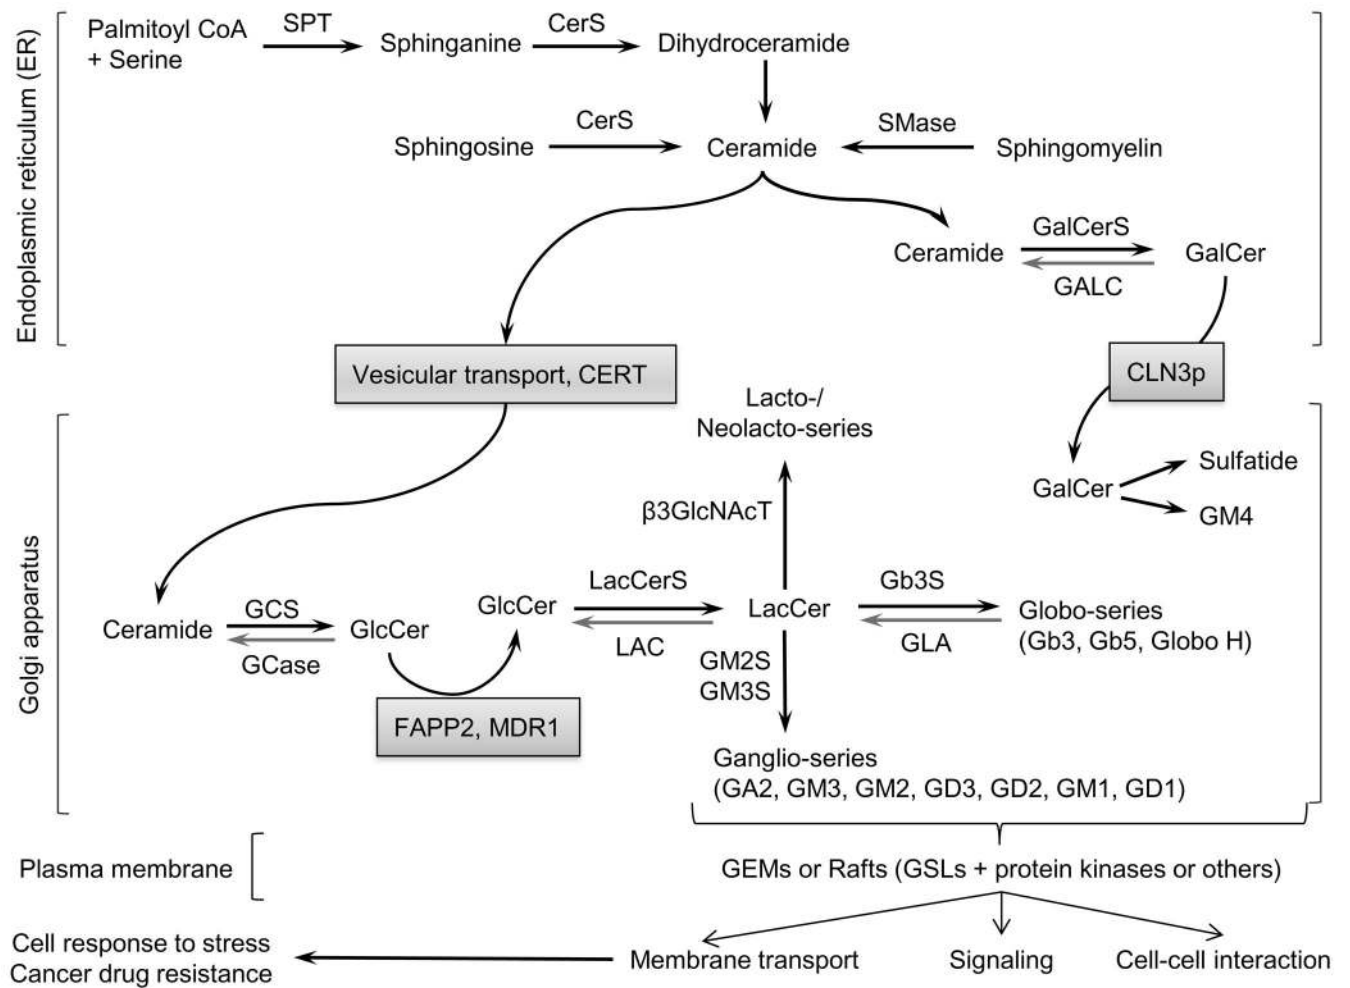 Endoplasmic reticulum (ER)
Palmitoyl CoA
+ Serine
SPT
Sphinganine
CerS
Dihydroceramide
Sphingosine
CerS
Ceramide
SMase
Sphingomyelin
Ceramide
GalCerS
GALC
GalCer
Vesicular transport, CERT
CLN3p
Golgi apparatus
Lacto-/
Neolacto-series
GalCer
Sulfatide
GM4
β3GlcNAcT
Ceramide
GCS
GCase
GlcCer
FAPP2, MDR1
GlcCer
LacCerS
LAC
LacCer
Gb3S
GLA
Globo-series
(Gb3, Gb5, Globo H)
GM2S
GM3S
Ganglio-series
(GA2, GM3, GM2, GD3, GD2, GM1, GD1)
Plasma membrane
GEMs or Rafts (GSLs + protein kinases or others)
Cell response to stress
Cancer drug resistance
Membrane transport
Signaling
Cell-cell interaction